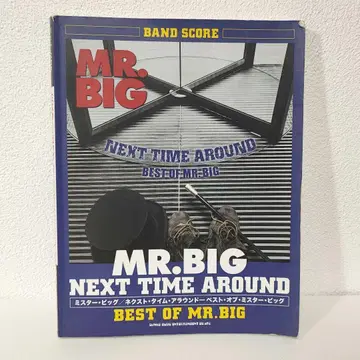 BAND SCORE
MR.
BIG
NEXT TIME AROUND
BEST OF MR.BIG
MR.BIG
NEXT TIME AROUND
ミスター・ビッグ／ネクスト・タイム・アラウンドーベスト・オブ・ミスター・ビッグ
BEST OF MR.BIG